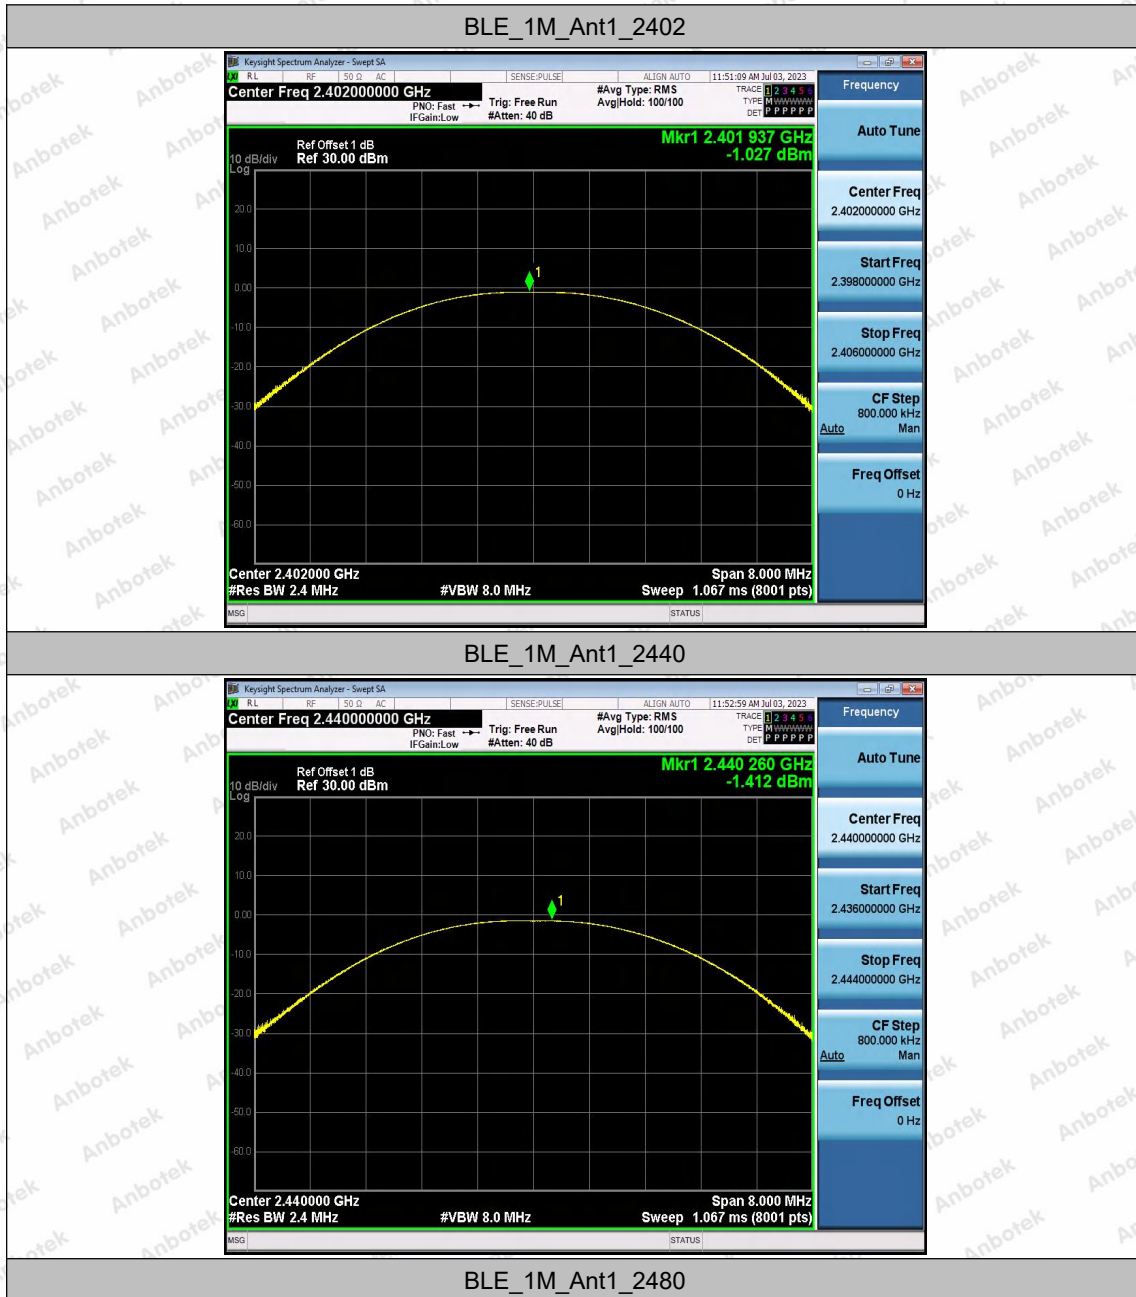 BLE_1M_Ant1_2402
Keysight Spectrum Analyzer - Swept SA
RL RF 50 Ω AC SENSE:PULSE ALIGN AUTO 11:51:09 AM Jul 03, 2023
Center Freq 2.402000000 GHz
PNO: Fast
IFGain:Low
Trig: Free Run
#Atten: 40 dB
#Avg Type: RMS
Avg|Hold: 100/100
TRACE 1 2 3 4 5 6
TYPE M W W W W W
DET P P P P P P
Frequency
Auto Tune
Center Freq
2.402000000 GHz
Start Freq
2.398000000 GHz
Stop Freq
2.406000000 GHz
CF Step
800.000 kHz
Auto Man
Freq Offset
0 Hz
Mkr1 2.401 937 GHz
-1.027 dBm
Ref Offset 1 dB
10 dB/div Ref 30.00 dBm
Log
20.0
10.0
0.00
-10.0
-20.0
-30.0
-40.0
-50.0
-60.0
1
Center 2.402000 GHz Span 8.000 MHz
#Res BW 2.4 MHz #VBW 8.0 MHz Sweep 1.067 ms (8001 pts)
MSG STATUS
BLE_1M_Ant1_2440
Keysight Spectrum Analyzer - Swept SA
RL RF 50 Ω AC SENSE:PULSE ALIGN AUTO 11:52:59 AM Jul 03, 2023
Center Freq 2.440000000 GHz
PNO: Fast
IFGain:Low
Trig: Free Run
#Atten: 40 dB
#Avg Type: RMS
Avg|Hold: 100/100
TRACE 1 2 3 4 5 6
TYPE M W W W W W
DET P P P P P P
Frequency
Auto Tune
Center Freq
2.440000000 GHz
Start Freq
2.436000000 GHz
Stop Freq
2.444000000 GHz
CF Step
800.000 kHz
Auto Man
Freq Offset
0 Hz
Mkr1 2.440 260 GHz
-1.412 dBm
Ref Offset 1 dB
10 dB/div Ref 30.00 dBm
Log
20.0
10.0
0.00
-10.0
-20.0
-30.0
-40.0
-50.0
-60.0
1
Center 2.440000 GHz Span 8.000 MHz
#Res BW 2.4 MHz #VBW 8.0 MHz Sweep 1.067 ms (8001 pts)
MSG STATUS
BLE_1M_Ant1_2480
Anbotek